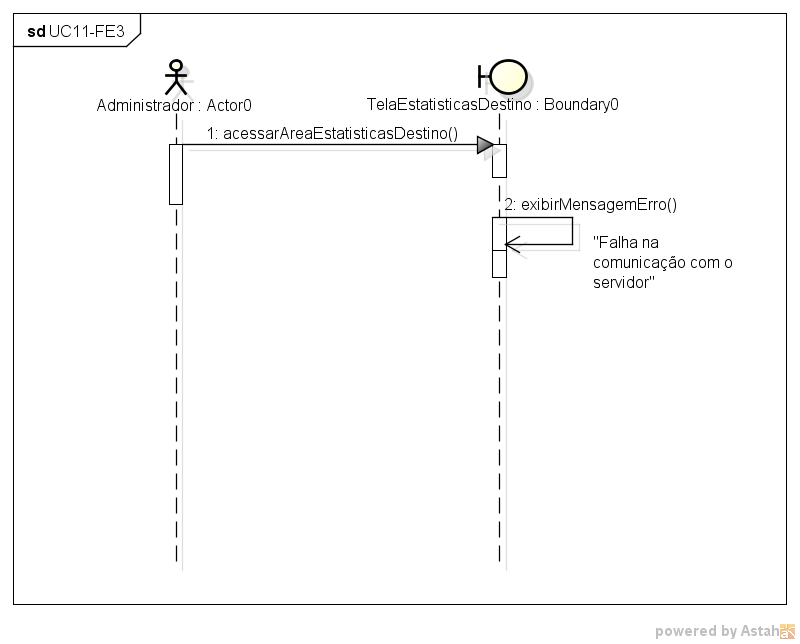 sd UC11-FE3
Administrador : Actor0
TelaEstatisticasDestino : Boundary0
1: acessarAreaEstatisticasDestino()
2: exibirMensagemErro()
"Falha na
comunicação com o
servidor"
powered by Astah